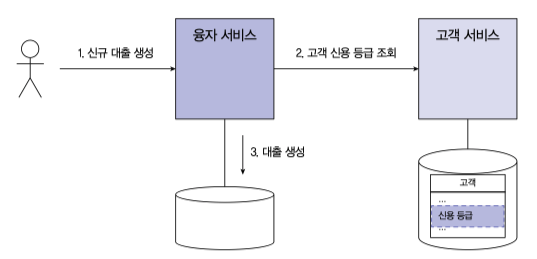 융자 서비스
고객 서비스
1. 신규 대출 생성
2. 고객 신용 등급 조회
3. 대출 생성
고객
...
신용 등급
...